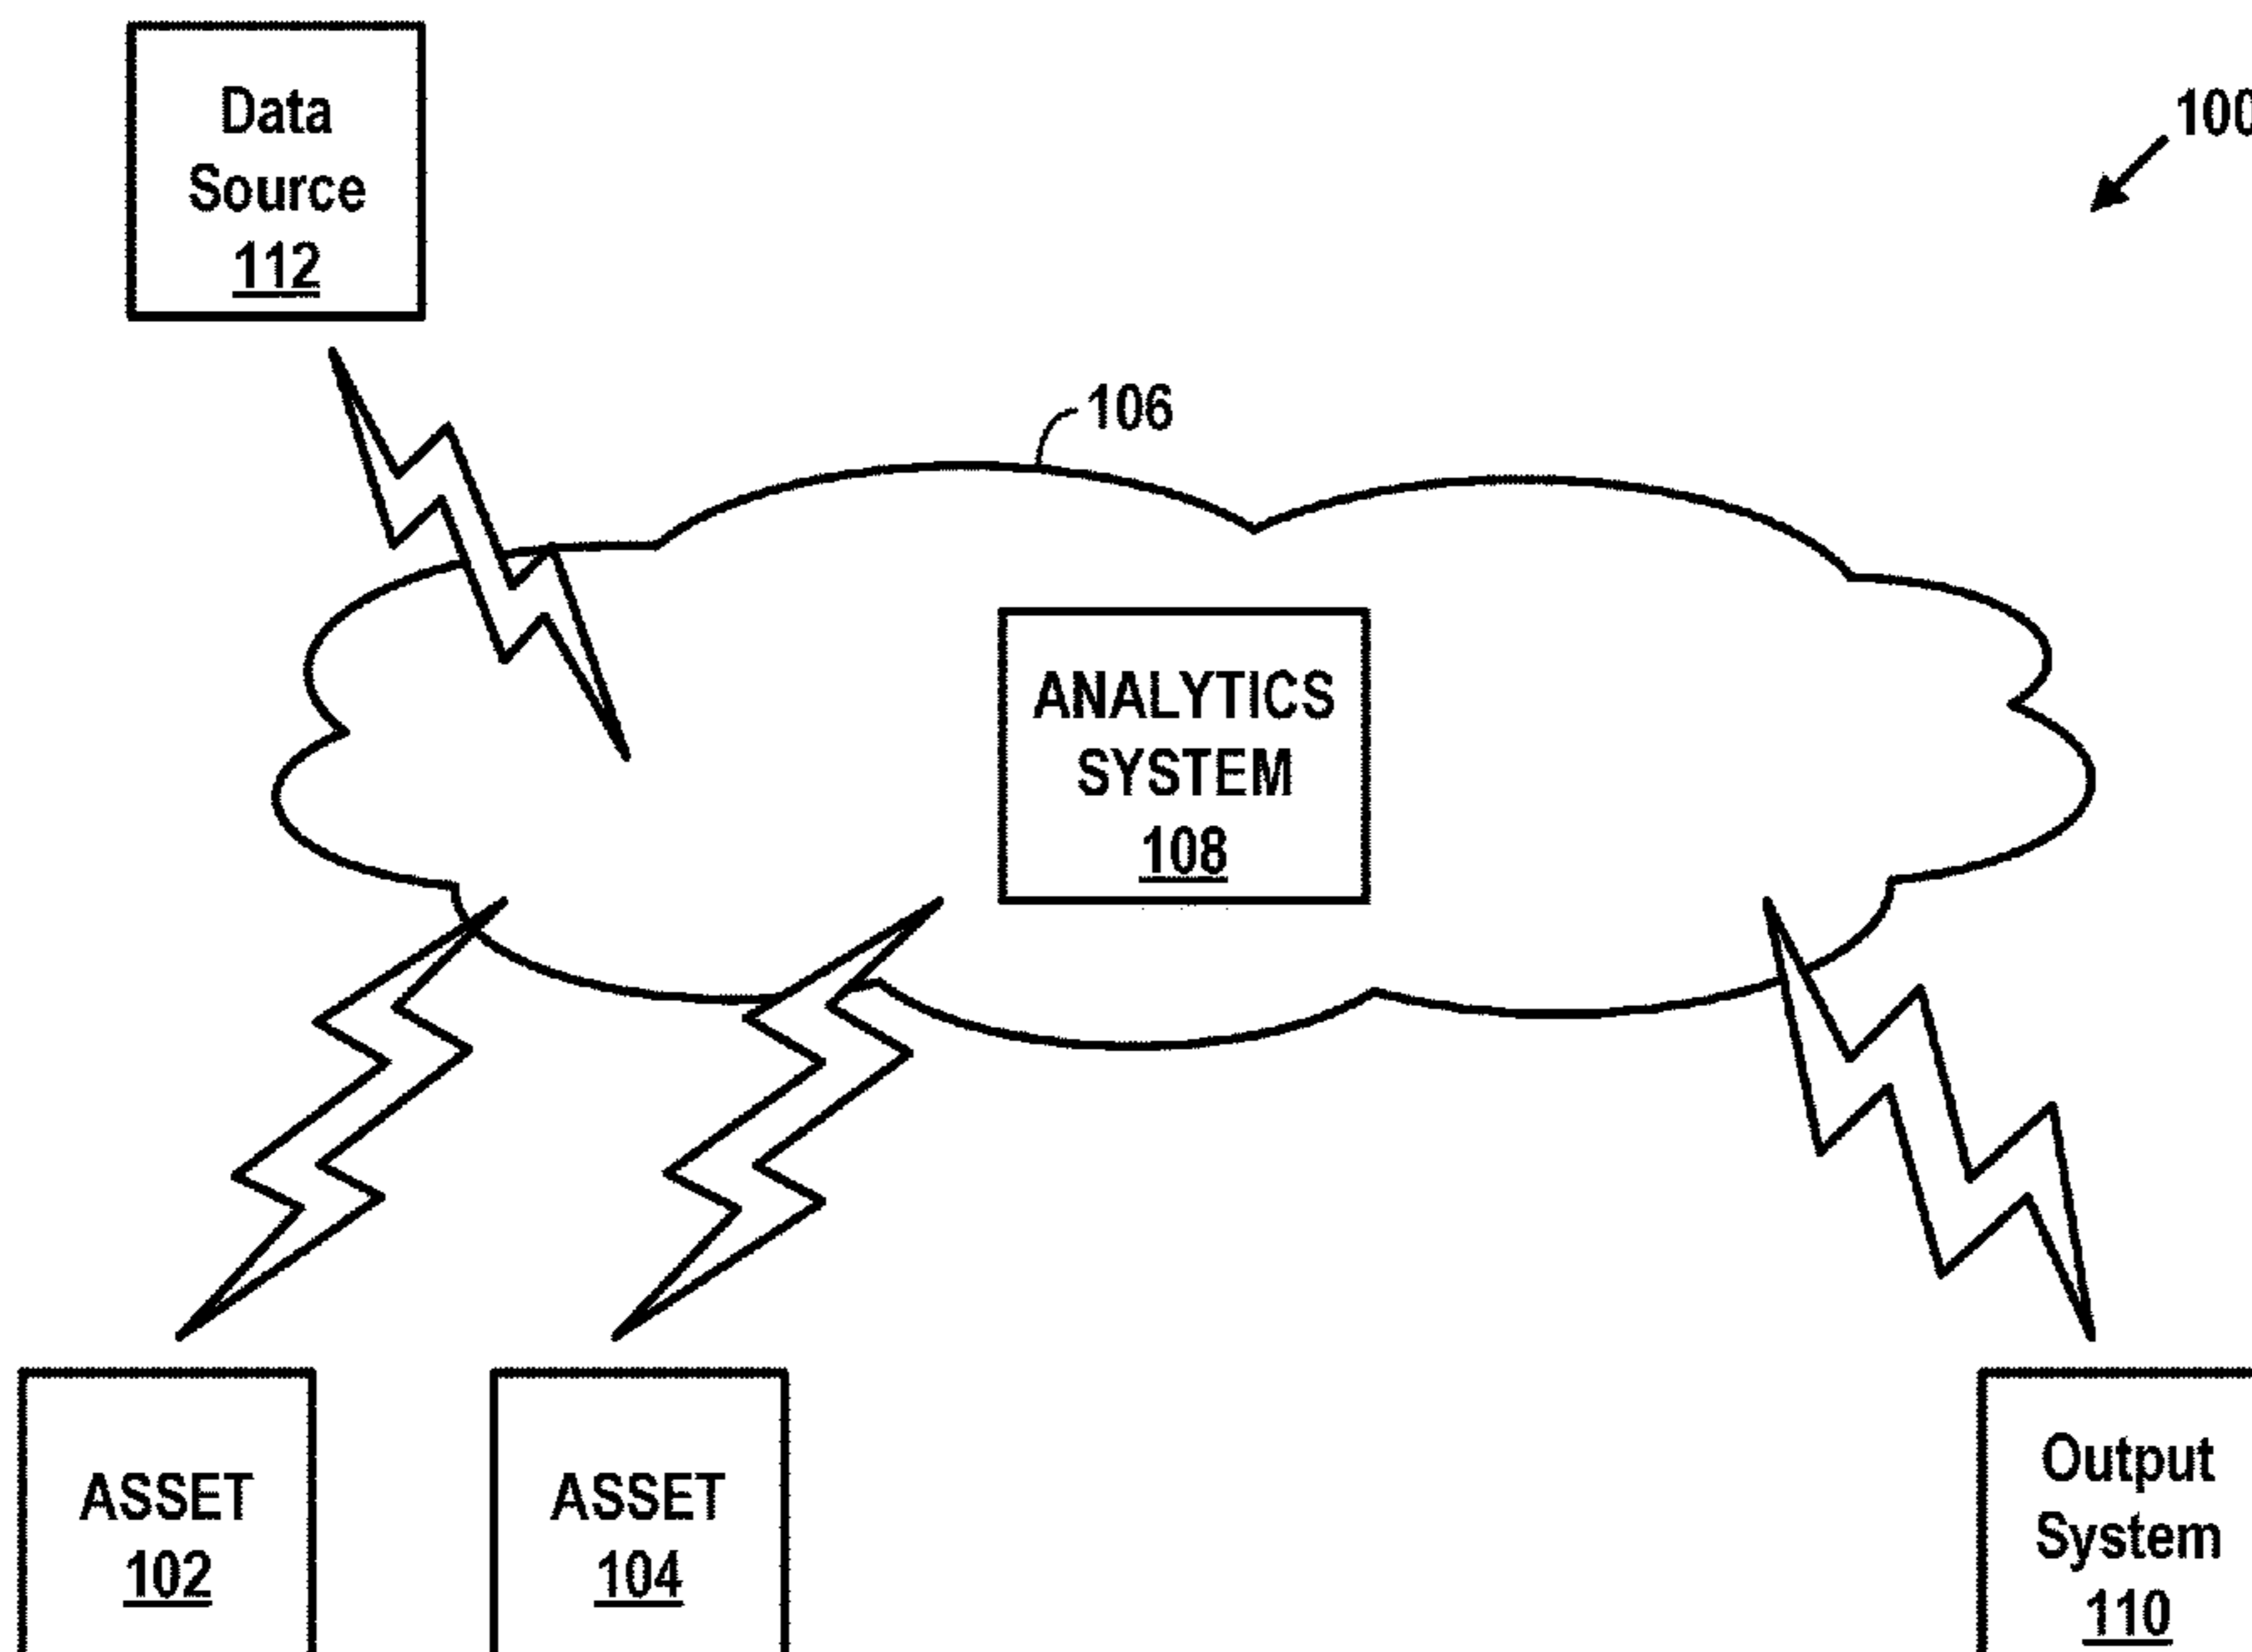 Data
Source
112
100
106
ANALYTICS
SYSTEM
108
ASSET
102
ASSET
104
Output
System
110